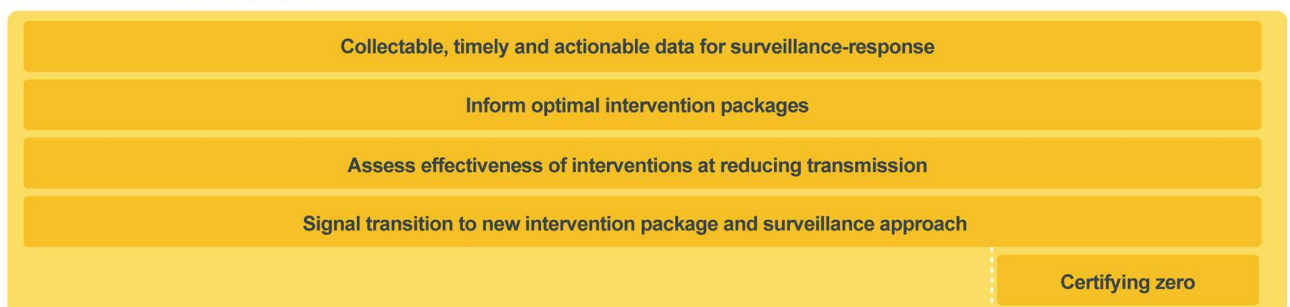 Collectable, timely and actionable data for surveillance-response
Inform optimal intervention packages
Assess effectiveness of interventions at reducing transmission
Signal transition to new intervention package and surveillance approach
Certifying zero